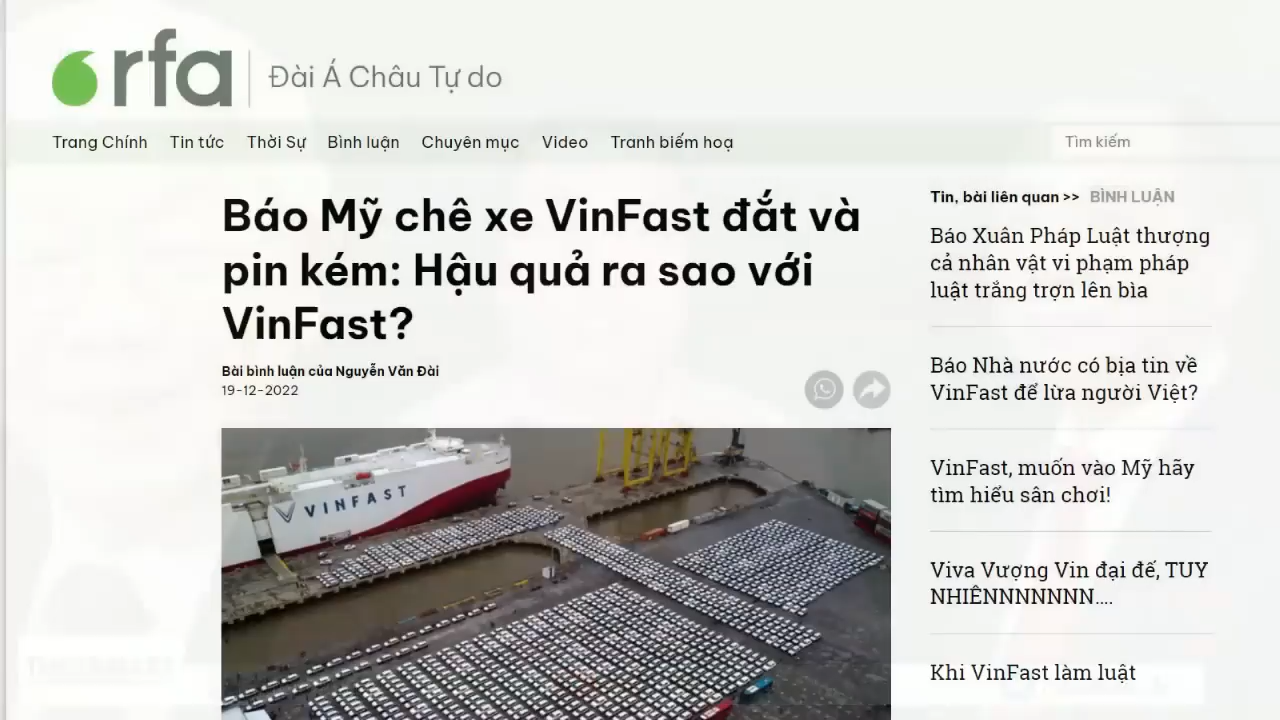 rfa Đài Á Châu Tự do
Trang Chính Tin tức Thời Sự Bình luận Chuyên mục Video Tranh biếm hoạ Tìm kiếm
Báo Mỹ chê xe VinFast đắt và
pin kém: Hậu quả ra sao với
VinFast?
Bài bình luận của Nguyễn Văn Đài
19-12-2022
VINFAST
Tin, bài liên quan >> BÌNH LUẬN
Báo Xuân Pháp Luật thượng
cả nhân vật vi phạm pháp
luật trắng trợn lên bìa
Báo Nhà nước có bịa tin về
VinFast để lừa người Việt?
VinFast, muốn vào Mỹ hãy
tìm hiểu sân chơi!
Viva Vượng Vin đại đế, TUY
NHIÊNNNNNNN....
Khi VinFast làm luật